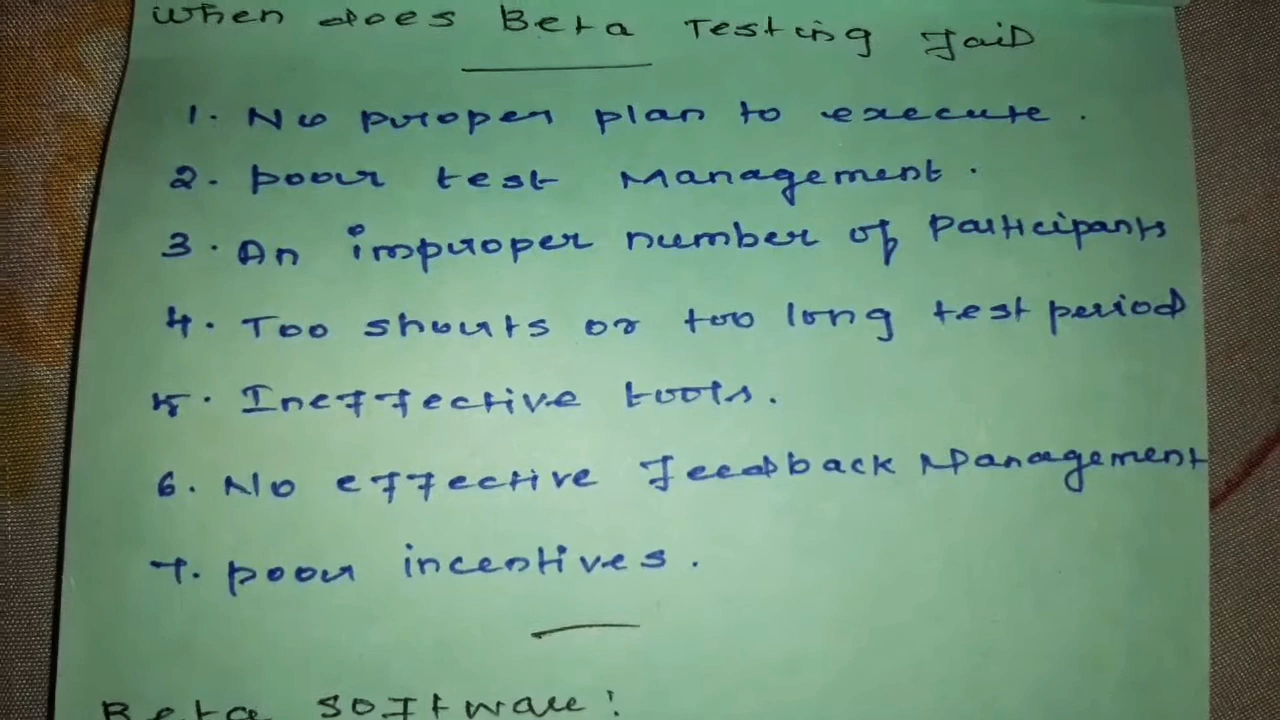 When does Beta Testing Fail
1. No proper plan to execute.
2. poor test Management.
3. An improper number of participants
4. Too shorts or too long test period
5. Ineffective tools.
6. No effective Feedback Management
7. poor incentives.
Beta Software: